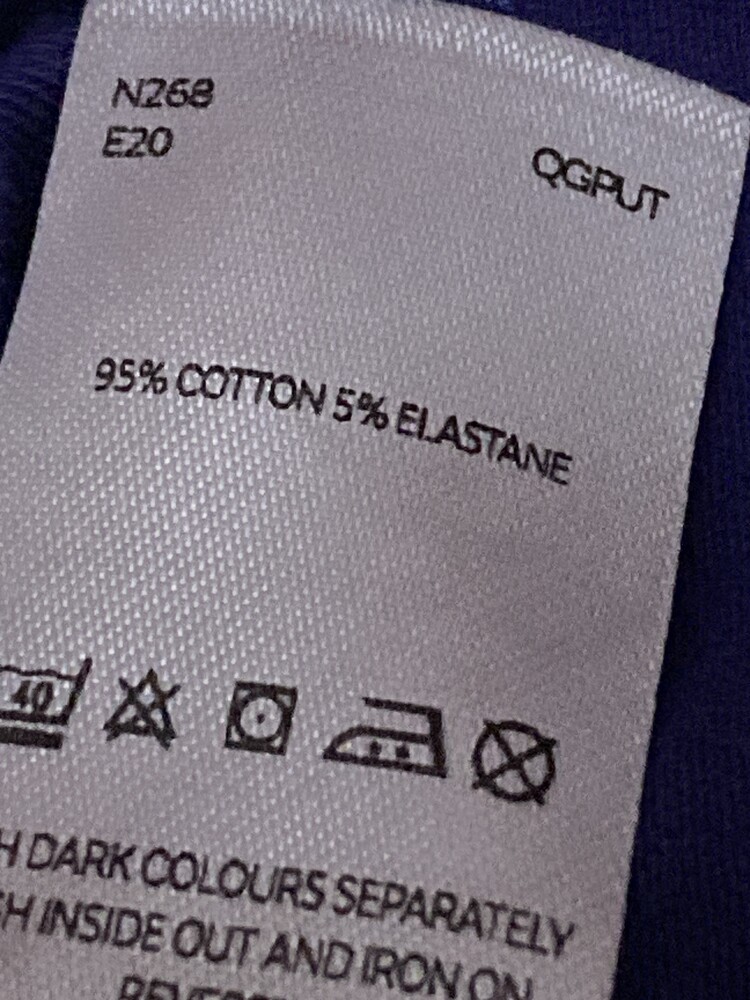 N268
E20
QGPUT
95% COTTON 5% ELASTANE
40
DARK COLOURS SEPARATELY
INSIDE OUT AND IRON ON